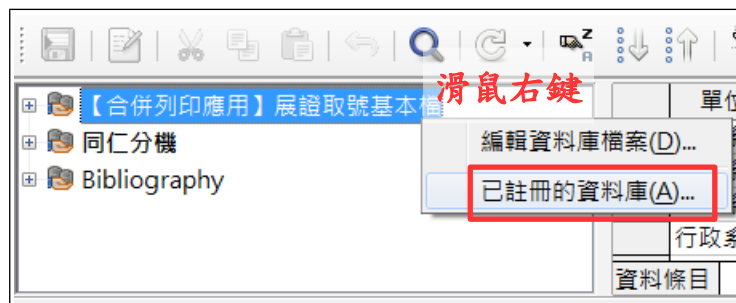 Z
A
滑鼠右鍵
【合併列印應用】展證取號基本檔
同仁分機
Bibliography
編輯資料庫檔案(D)...
已註冊的資料庫(A)...
單位
行政系
資料條目